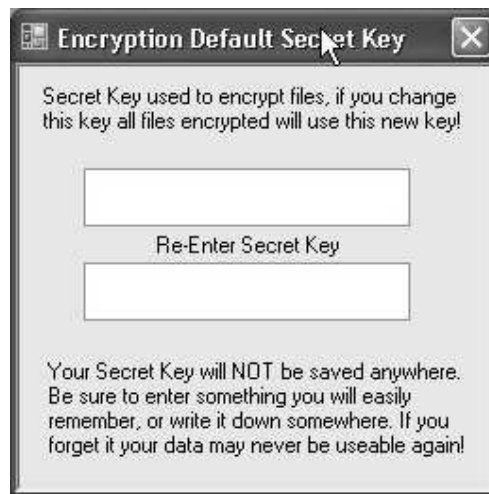 Encryption Default Secret Key
Secret Key used to encrypt files, if you change
this key all files encrypted will use this new key!
Re-Enter Secret Key
Your Secret Key will NOT be saved anywhere.
Be sure to enter something you will easily
remember, or write it down somewhere. If you
forget it your data may never be useable again!